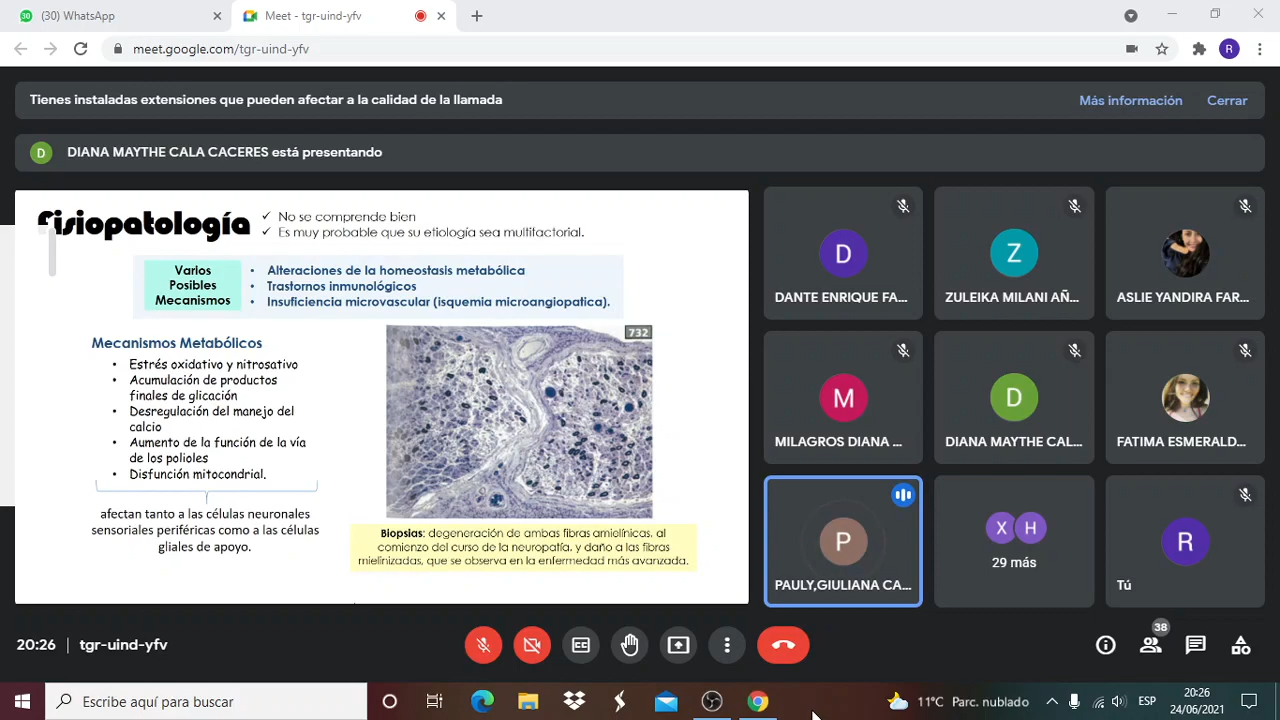 (30) WhatsApp
Meet - tgr-uind-yfv
meet.google.com/tgr-uind-yfv
R
Tienes instaladas extensiones que pueden afectar a la calidad de la llamada
Más información
Cerrar
D
DIANA MAYTHE CALA CACERES está presentando
fisiopatología
✓ No se comprende bien
✓ Es muy probable que su etiología sea multifactorial.
Varios
Posibles
Mecanismos
• Alteraciones de la homeostasis metabólica
• Trastornos inmunológicos
• Insuficiencia microvascular (isquemia microangiopatica).
Mecanismos Metabólicos
• Estrés oxidativo y nitrosativo
• Acumulación de productos
finales de glicación
• Desregulación del manejo del
calcio
• Aumento de la función de la vía
de los polioles
• Disfunción mitocondrial.
afectan tanto a las células neuronales
sensoriales periféricas como a las células
gliales de apoyo.
732
Biopsias: degeneración de ambas fibras amielínicas, al
comienzo del curso de la neuropatía, y daño a las fibras
mielinizadas, que se observa en la enfermedad más avanzada.
D
DANTE ENRIQUE FA...
Z
ZULEIKA MILANI AÑ...
ASLIE YANDIRA FAR...
M
MILAGROS DIANA ...
D
DIANA MAYTHE CAL...
FATIMA ESMERALD...
P
PAULY,GIULIANA CA...
X H
29 más
R
Tú
20:26 | tgr-uind-yfv
38
Escribe aquí para buscar
11°C Parc. nublado
ESP
20:26
24/06/2021